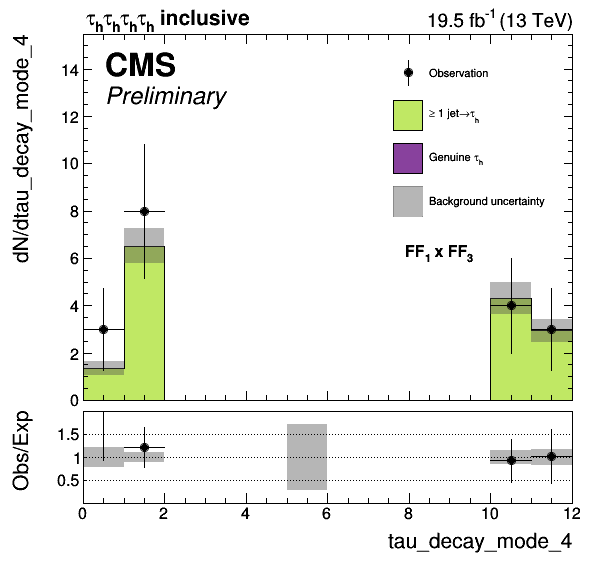 τhτhτhτh inclusive 19.5 fb⁻¹ (13 TeV)
CMS
Preliminary
dN/dtau_decay_mode_4
14
12
10
8
6
4
2
0
Observation
≥ 1 jet→τh
Genuine τh
Background uncertainty
FF₁ x FF₃
Obs/Exp
1.5
1
0.5
0 2 4 6 8 10 12
tau_decay_mode_4